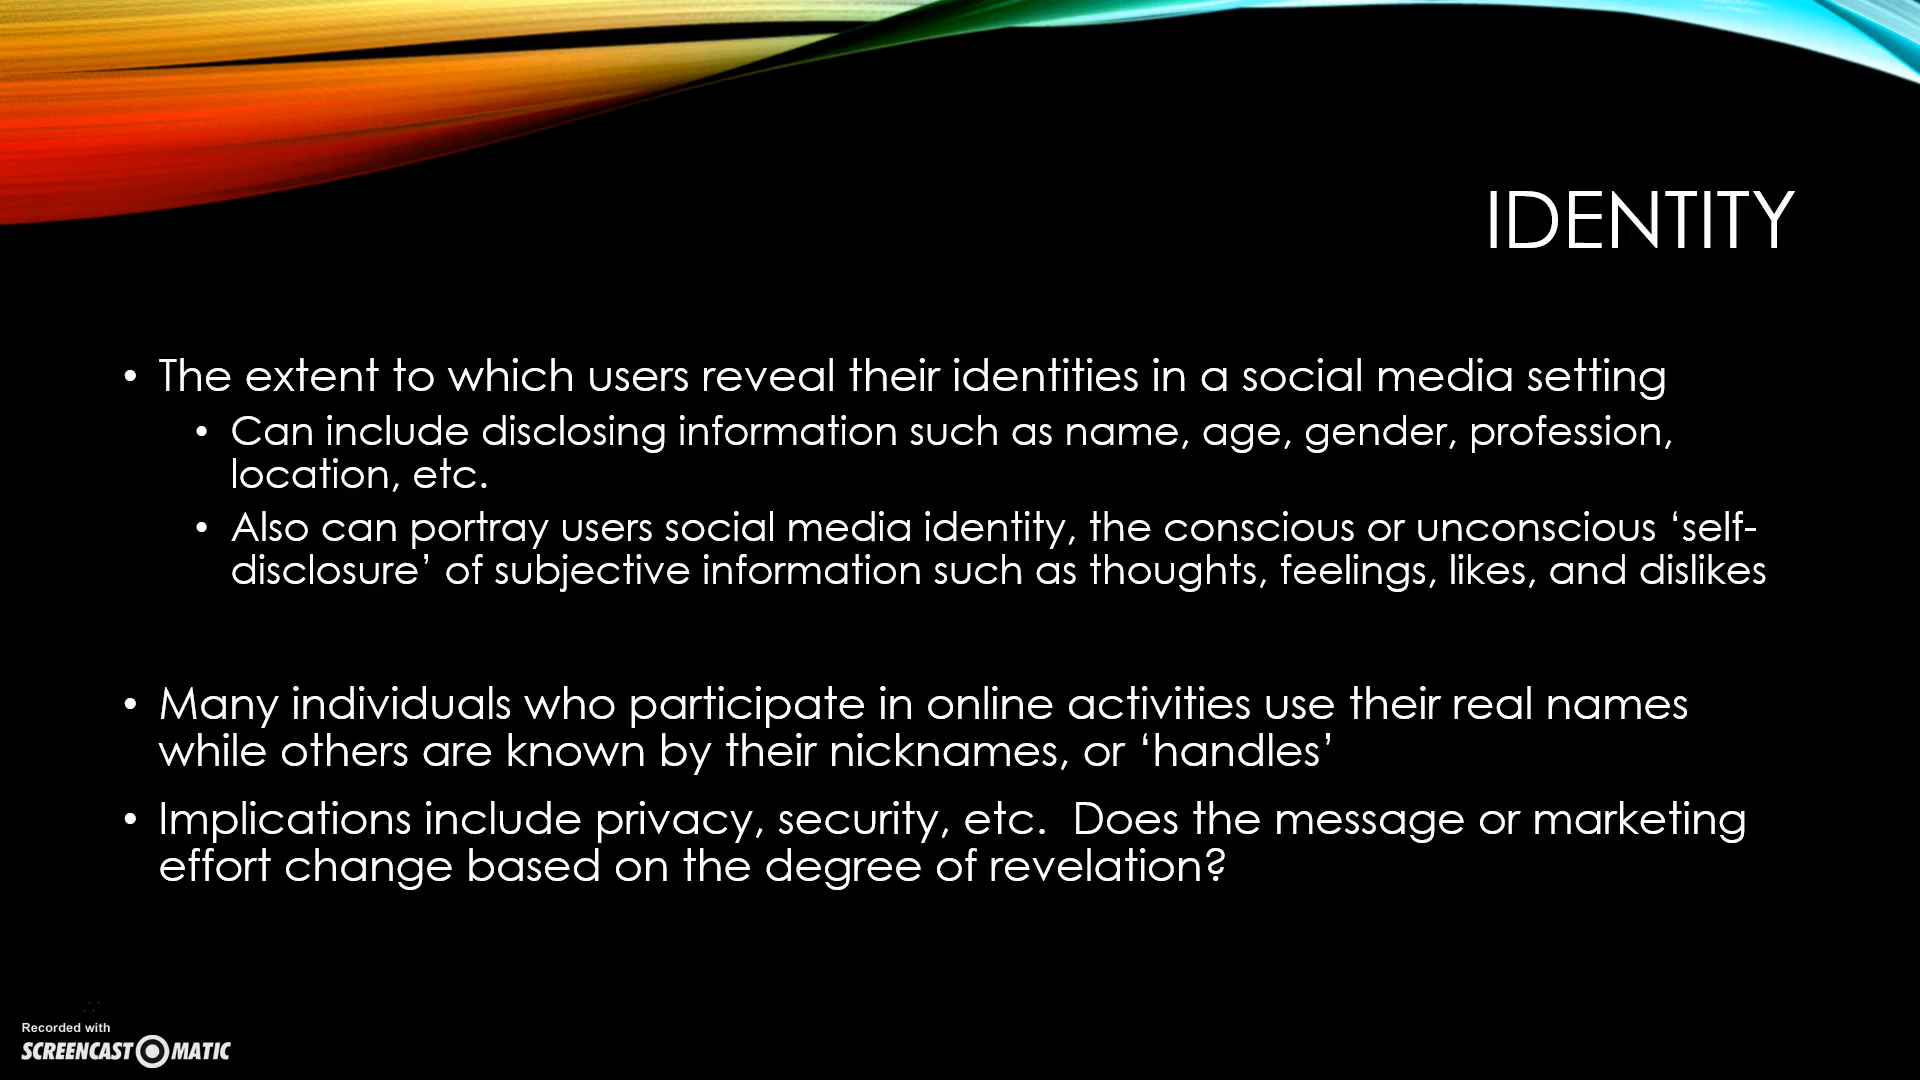 IDENTITY
• The extent to which users reveal their identities in a social media setting
• Can include disclosing information such as name, age, gender, profession,
location, etc.
• Also can portray users social media identity, the conscious or unconscious ‘self-
disclosure’ of subjective information such as thoughts, feelings, likes, and dislikes
• Many individuals who participate in online activities use their real names
while others are known by their nicknames, or ‘handles’
• Implications include privacy, security, etc.  Does the message or marketing
effort change based on the degree of revelation?
Recorded with
SCREENCAST MATIC